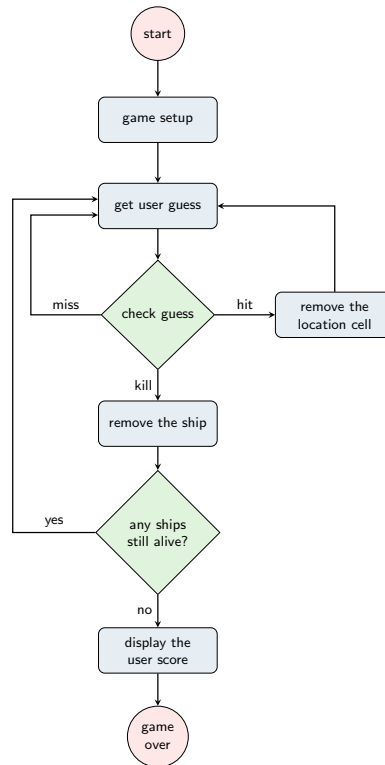 start
game setup
get user guess
miss
check guess
hit
remove the
location cell
kill
remove the ship
yes
any ships
still alive?
no
display the
user score
game
over